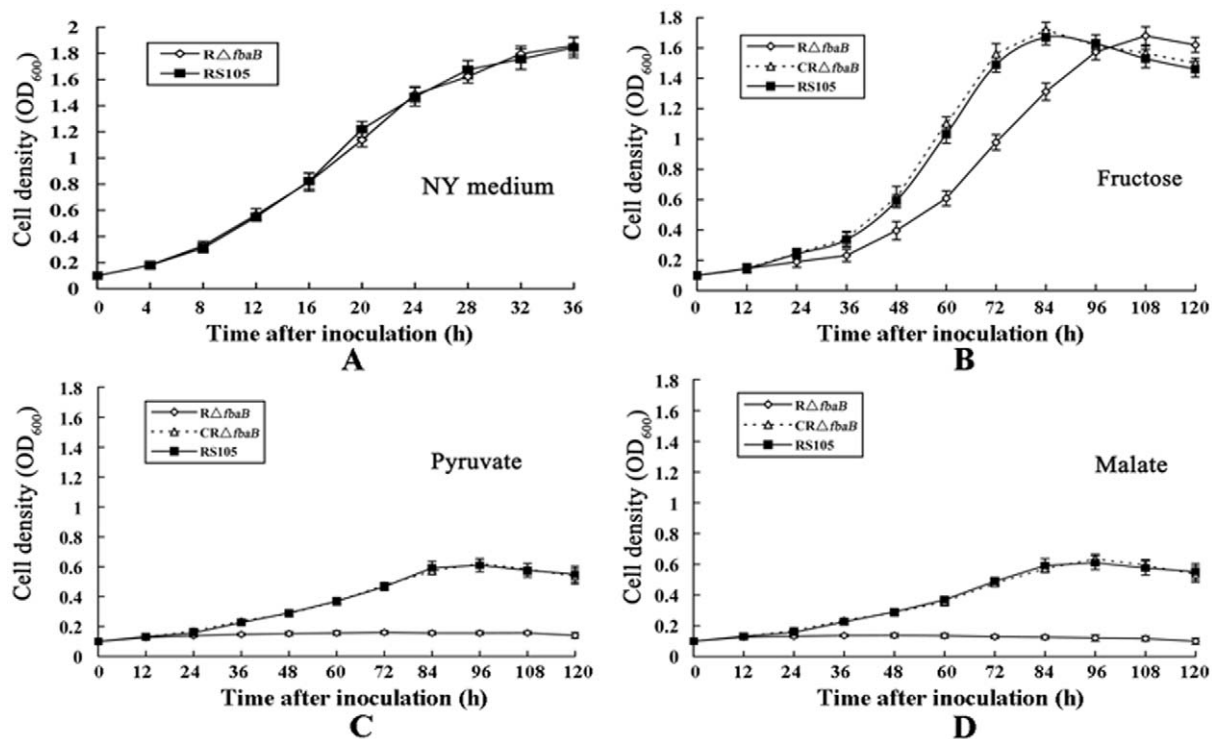 2
1.8
1.6
1.4
1.2
1
0.8
0.6
0.4
0.2
0
Cell density (OD600)
R△fbaB
RS105
NY medium
0 4 8 12 16 20 24 28 32 36
Time after inoculation (h)
A
1.8
1.6
1.4
1.2
1
0.8
0.6
0.4
0.2
0
Cell density (OD600)
R△fbaB
CR△fbaB
RS105
Fructose
0 12 24 36 48 60 72 84 96 108 120
Time after inoculation (h)
B
1.8
1.6
1.4
1.2
1
0.8
0.6
0.4
0.2
0
Cell density (OD600)
R△fbaB
CR△fbaB
RS105
Pyruvate
0 12 24 36 48 60 72 84 96 108 120
Time after inoculation (h)
C
1.8
1.6
1.4
1.2
1
0.8
0.6
0.4
0.2
0
Cell density (OD600)
R△fbaB
CR△fbaB
RS105
Malate
0 12 24 36 48 60 72 84 96 108 120
Time after inoculation (h)
D